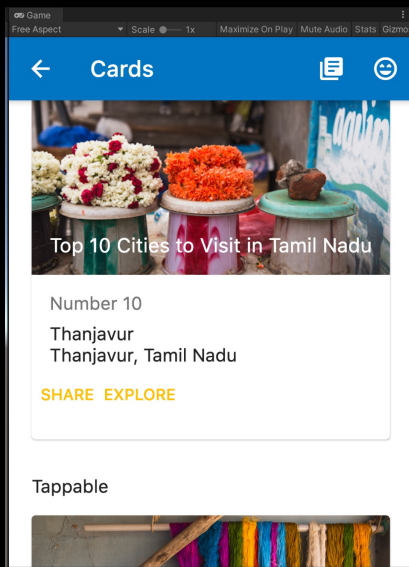 Game
Free Aspect Scale 1x Maximize On Play Mute Audio Stats Gizmo
Cards
Top 10 Cities to Visit in Tamil Nadu
Number 10
Thanjavur
Thanjavur, Tamil Nadu
SHARE EXPLORE
Tappable